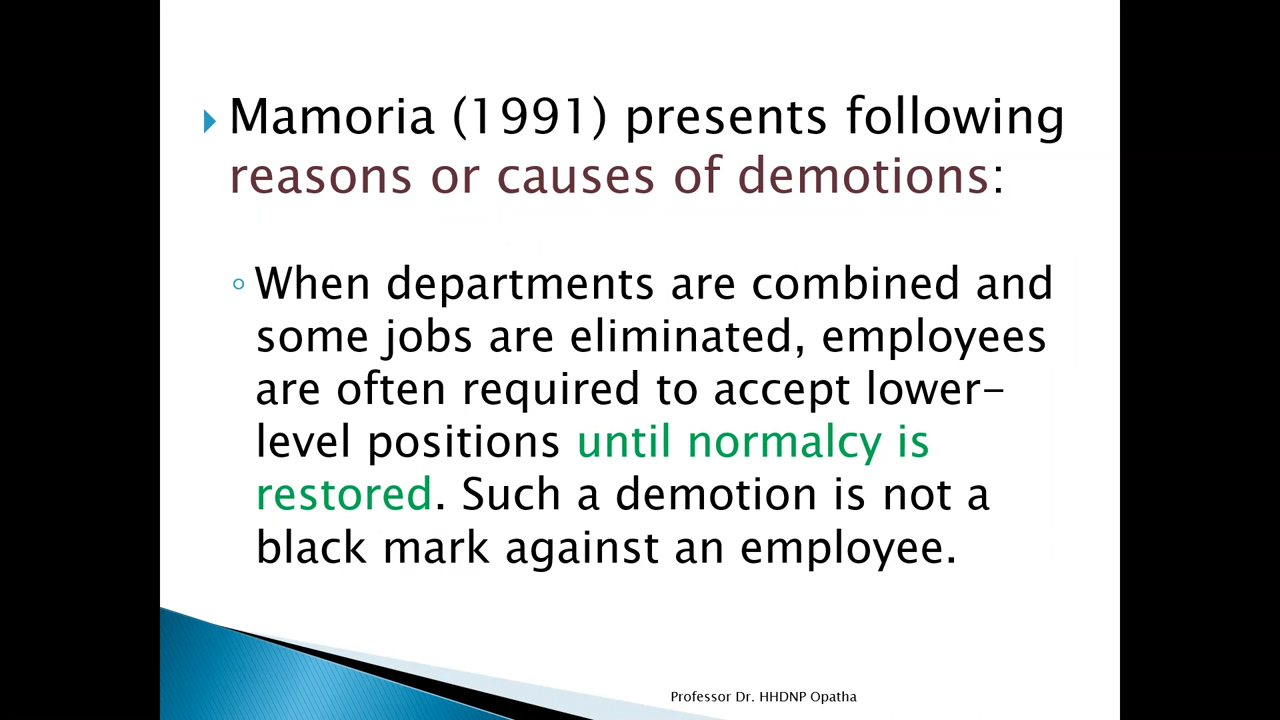 Mamoria (1991) presents following
reasons or causes of demotions:
When departments are combined and
some jobs are eliminated, employees
are often required to accept lower-
level positions until normalcy is
restored. Such a demotion is not a
black mark against an employee.
Professor Dr. HHDNP Opatha